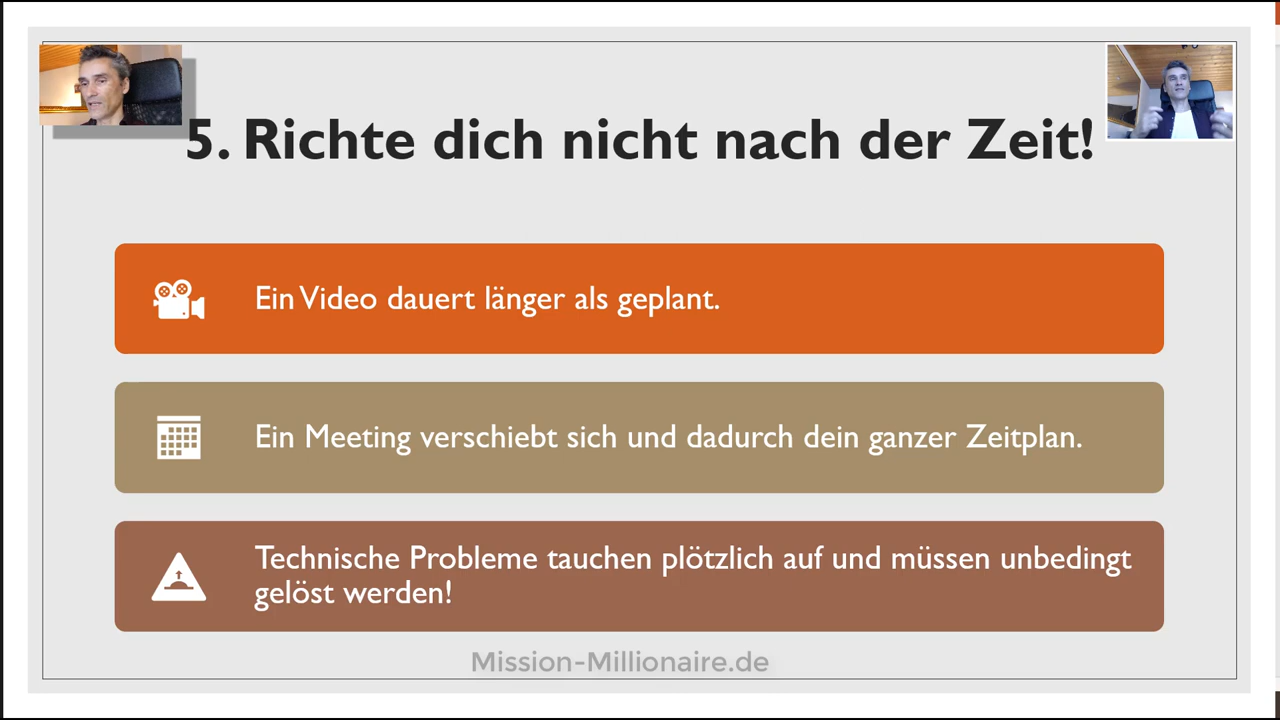 5. Richte dich nicht nach der Zeit!
Ein Video dauert länger als geplant.
Ein Meeting verschiebt sich und dadurch dein ganzer Zeitplan.
Technische Probleme tauchen plötzlich auf und müssen unbedingt
gelöst werden!
Mission-Millionaire.de